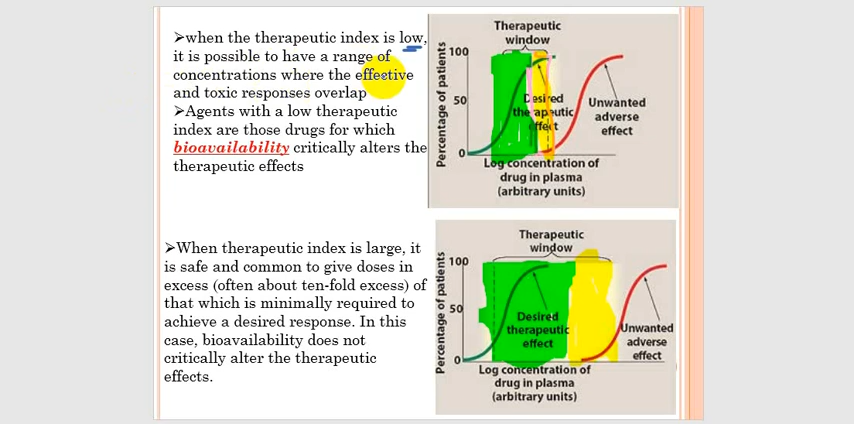 ➢when the therapeutic index is low,
it is possible to have a range of
concentrations where the effective
and toxic responses overlap
➢Agents with a low therapeutic
index are those drugs for which
bioavailability critically alters the
therapeutic effects
Therapeutic
window
Percentage of patients
100
50
0
Desired
therapeutic
effect
Unwanted
adverse
effect
Log concentration of
drug in plasma
(arbitrary units)
➢When therapeutic index is large, it
is safe and common to give doses in
excess (often about ten-fold excess) of
that which is minimally required to
achieve a desired response. In this
case, bioavailability does not
critically alter the therapeutic
effects.
Therapeutic
window
Percentage of patients
100
50
0
Desired
therapeutic
effect
Unwanted
adverse
effect
Log concentration of
drug in plasma
(arbitrary units)